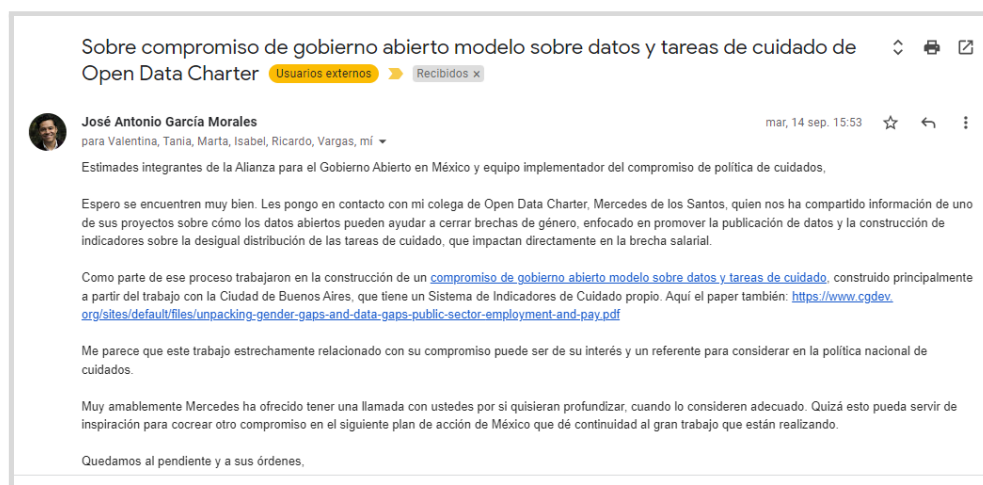 Sobre compromiso de gobierno abierto modelo sobre datos y tareas de cuidado de
Open Data Charter Usuarios externos Recibidos x
José Antonio García Morales mar, 14 sep. 15:53
para Valentina, Tania, Marta, Isabel, Ricardo, Vargas, mí
Estimades integrantes de la Alianza para el Gobierno Abierto en México y equipo implementador del compromiso de política de cuidados,
Espero se encuentren muy bien. Les pongo en contacto con mi colega de Open Data Charter, Mercedes de los Santos, quien nos ha compartido información de uno
de sus proyectos sobre cómo los datos abiertos pueden ayudar a cerrar brechas de género, enfocado en promover la publicación de datos y la construcción de
indicadores sobre la desigual distribución de las tareas de cuidado, que impactan directamente en la brecha salarial.
Como parte de ese proceso trabajaron en la construcción de un compromiso de gobierno abierto modelo sobre datos y tareas de cuidado, construido principalmente
a partir del trabajo con la Ciudad de Buenos Aires, que tiene un Sistema de Indicadores de Cuidado propio. Aquí el paper también: https://www.cgdev.
org/sites/default/files/unpacking-gender-gaps-and-data-gaps-public-sector-employment-and-pay.pdf
Me parece que este trabajo estrechamente relacionado con su compromiso puede ser de su interés y un referente para considerar en la política nacional de
cuidados.
Muy amablemente Mercedes ha ofrecido tener una llamada con ustedes por si quisieran profundizar, cuando lo consideren adecuado. Quizá esto pueda servir de
inspiración para cocrear otro compromiso en el siguiente plan de acción de México que dé continuidad al gran trabajo que están realizando.
Quedamos al pendiente y a sus órdenes,